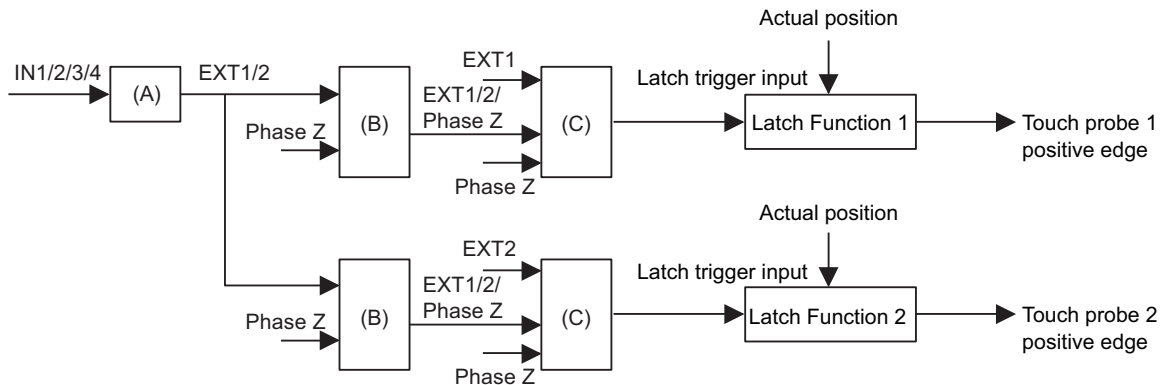 Actual position
IN1/2/3/4
EXT1/2
EXT1
Latch trigger input
(A)
EXT1/2/
Phase Z
Phase Z
(B)
(C)
Latch Function 1
Touch probe 1
positive edge
Phase Z
Actual position
EXT2
Latch trigger input
EXT1/2/
Phase Z
Phase Z
(B)
(C)
Latch Function 2
Touch probe 2
positive edge
Phase Z